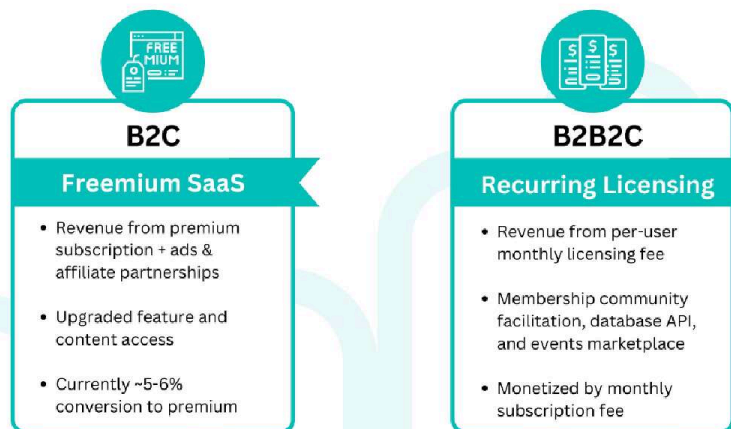 FREE
MIUM
B2C
Freemium SaaS
• Revenue from premium
subscription + ads &
affiliate partnerships
• Upgraded feature and
content access
• Currently ~5-6%
conversion to premium
$ $ $
B2B2C
Recurring Licensing
• Revenue from per-user
monthly licensing fee
• Membership community
facilitation, database API,
and events marketplace
• Monetized by monthly
subscription fee